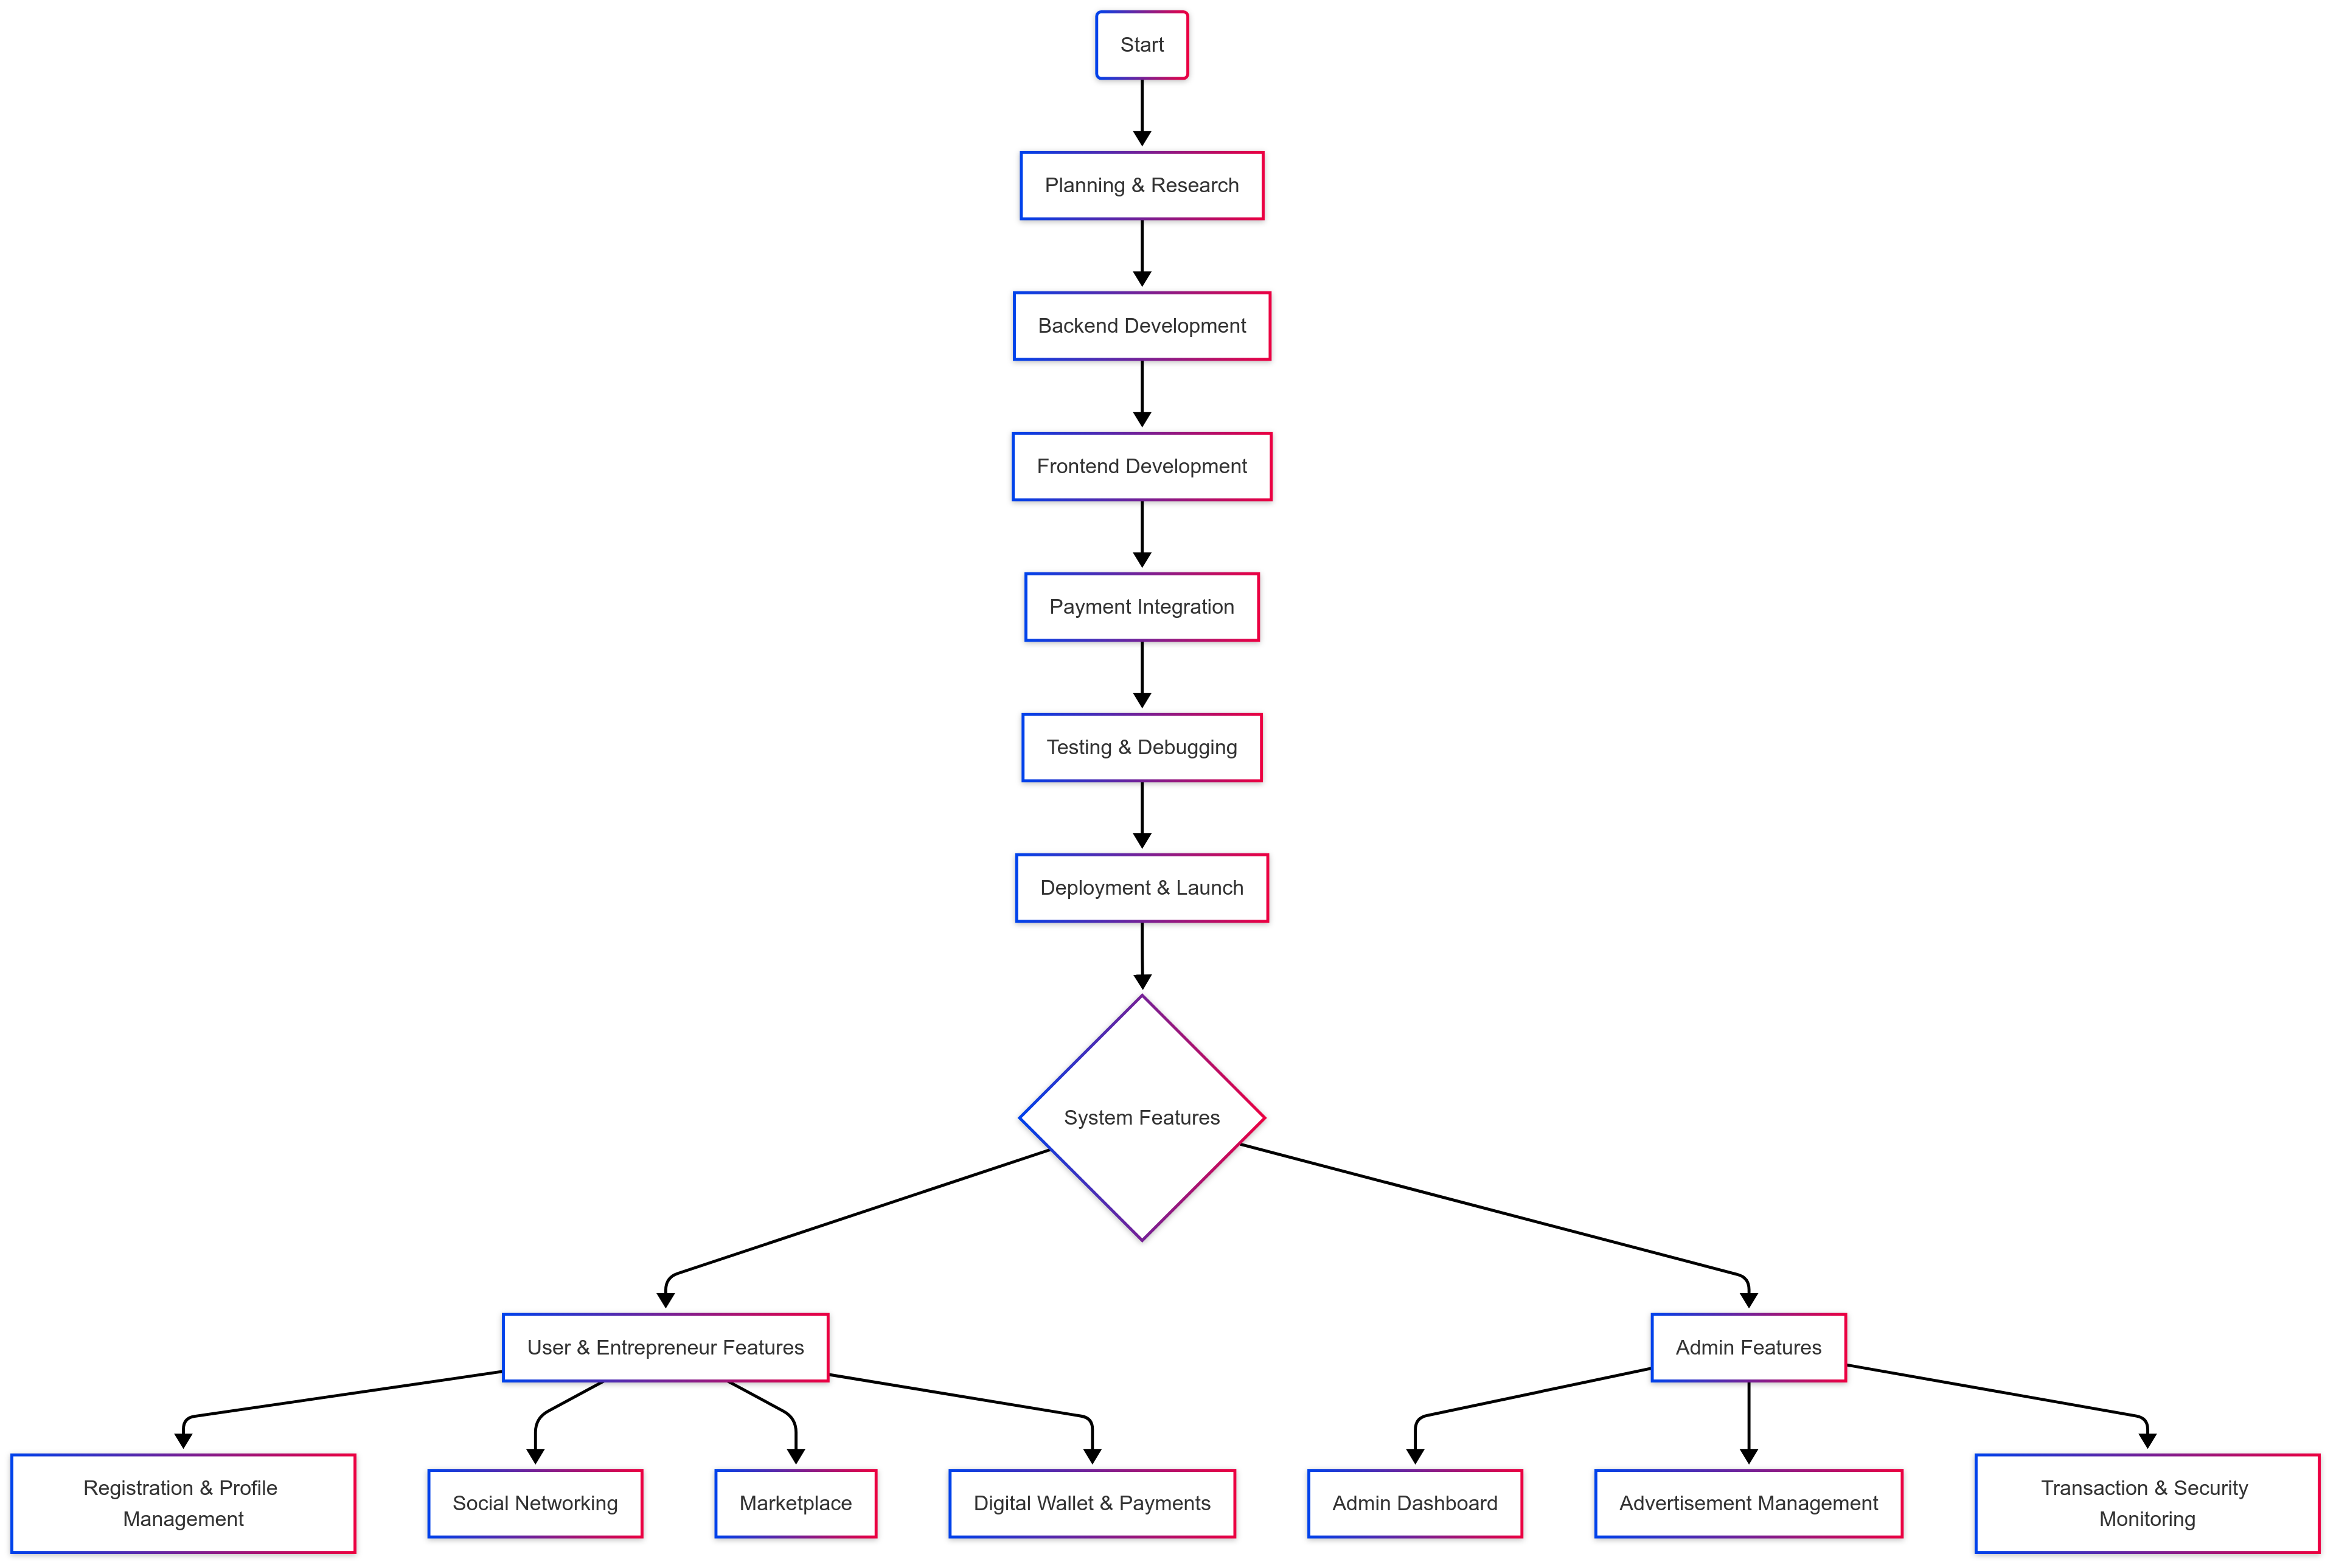 Start
Planning & Research
Backend Development
Frontend Development
Payment Integration
Testing & Debugging
Deployment & Launch
System Features
User & Entrepreneur Features
Admin Features
Registration & Profile
Management
Social Networking
Marketplace
Digital Wallet & Payments
Admin Dashboard
Advertisement Management
Transaction & Security
Monitoring